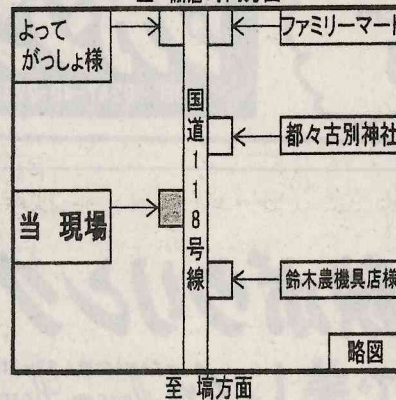 よって
がっしょ様
ファミリーマート
国道118号線
都々古別神社
当 現場
鈴木農機具店様
略図
至 塙方面